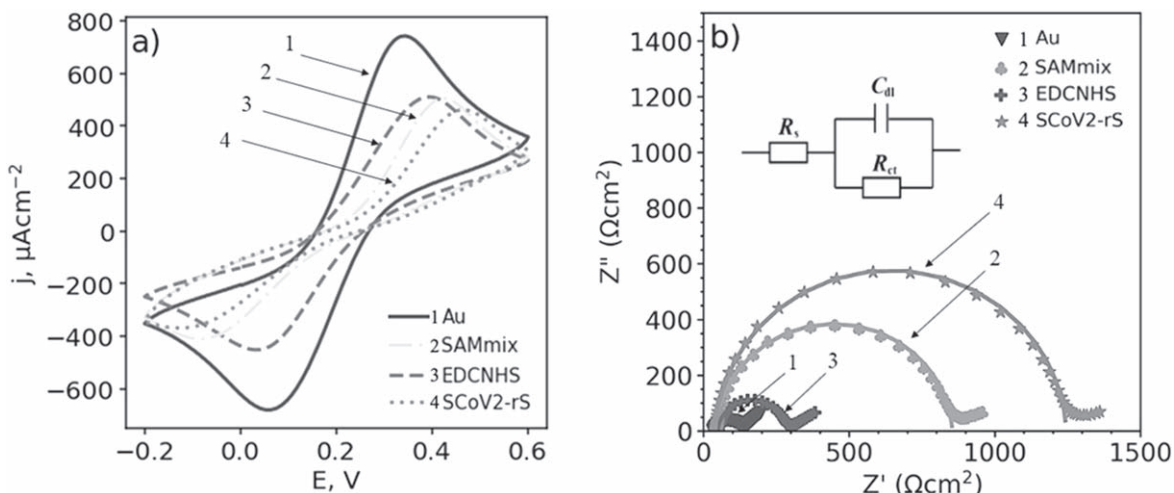 a)
800
600
400
200
0
−200
−400
−600
j, μAcm⁻²
1
2
3
4
1 Au
2 SAMmix
3 EDCNHS
4 SCoV2-rS
−0.2
0.0
0.2
0.4
0.6
E, V
b)
1400
1200
1000
800
600
400
200
0
Z" (Ωcm²)
1 Au
2 SAMmix
3 EDCNHS
4 SCoV2-rS
Cdl
Rs
Rct
4
2
1
3
0
500
1000
1500
Z' (Ωcm²)